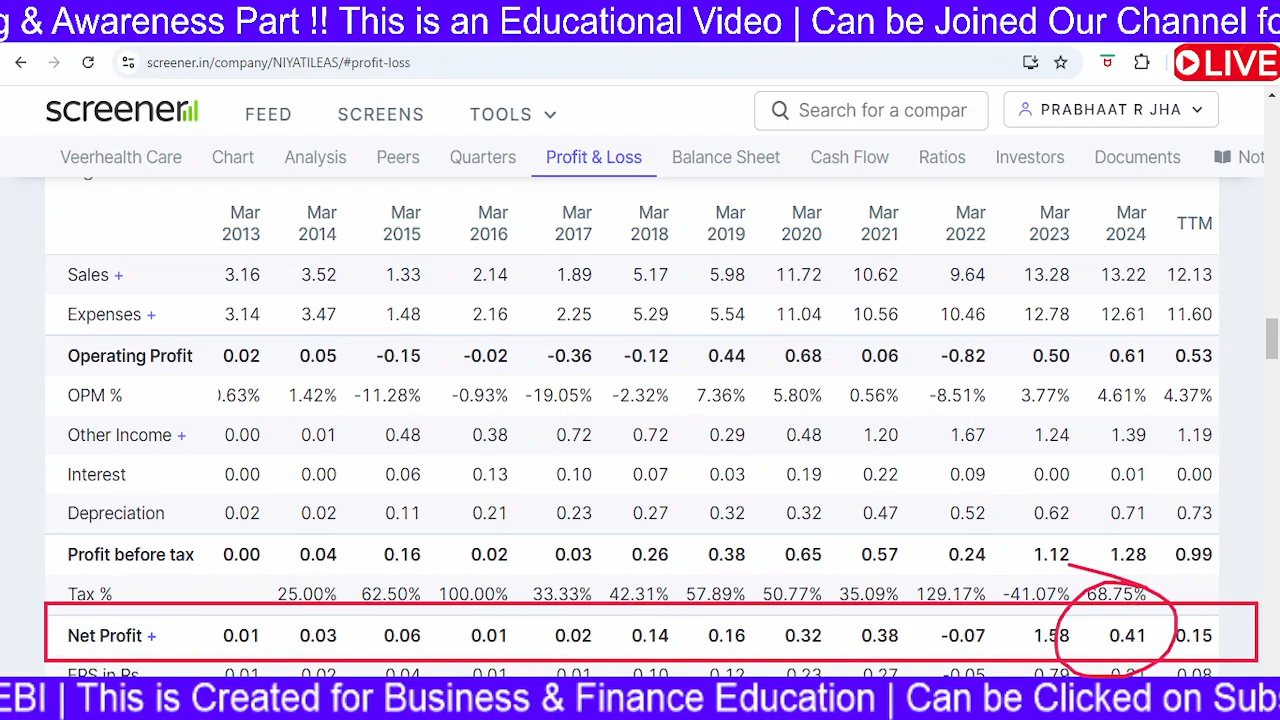 g & Awareness Part !! This is an Educational Video | Can be Joined Our Channel fo
screener.in/company/NIYATILEAS/#profit-loss
LIVE
screener FEED SCREENS TOOLS Search for a compar PRABHAAT R JHA
Veerhealth Care Chart Analysis Peers Quarters Profit & Loss Balance Sheet Cash Flow Ratios Investors Documents Not
Mar 2013 Mar 2014 Mar 2015 Mar 2016 Mar 2017 Mar 2018 Mar 2019 Mar 2020 Mar 2021 Mar 2022 Mar 2023 Mar 2024 TTM
Sales + 3.16 3.52 1.33 2.14 1.89 5.17 5.98 11.72 10.62 9.64 13.28 13.22 12.13
Expenses + 3.14 3.47 1.48 2.16 2.25 5.29 5.54 11.04 10.56 10.46 12.78 12.61 11.60
Operating Profit 0.02 0.05 -0.15 -0.02 -0.36 -0.12 0.44 0.68 0.06 -0.82 0.50 0.61 0.53
OPM % .63% 1.42% -11.28% -0.93% -19.05% -2.32% 7.36% 5.80% 0.56% -8.51% 3.77% 4.61% 4.37%
Other Income + 0.00 0.01 0.48 0.38 0.72 0.72 0.29 0.48 1.20 1.67 1.24 1.39 1.19
Interest 0.00 0.00 0.06 0.13 0.10 0.07 0.03 0.19 0.22 0.09 0.00 0.01 0.00
Depreciation 0.02 0.02 0.11 0.21 0.23 0.27 0.32 0.32 0.47 0.52 0.62 0.71 0.73
Profit before tax 0.00 0.04 0.16 0.02 0.03 0.26 0.38 0.65 0.57 0.24 1.12 1.28 0.99
Tax % 25.00% 62.50% 100.00% 33.33% 42.31% 57.89% 50.77% 35.09% 129.17% -41.07% 68.75%
Net Profit + 0.01 0.03 0.06 0.01 0.02 0.14 0.16 0.32 0.38 -0.07 1.58 0.41 0.15
EPS in Rs
EBI | This is Created for Business & Finance Education | Can be Clicked on Subs